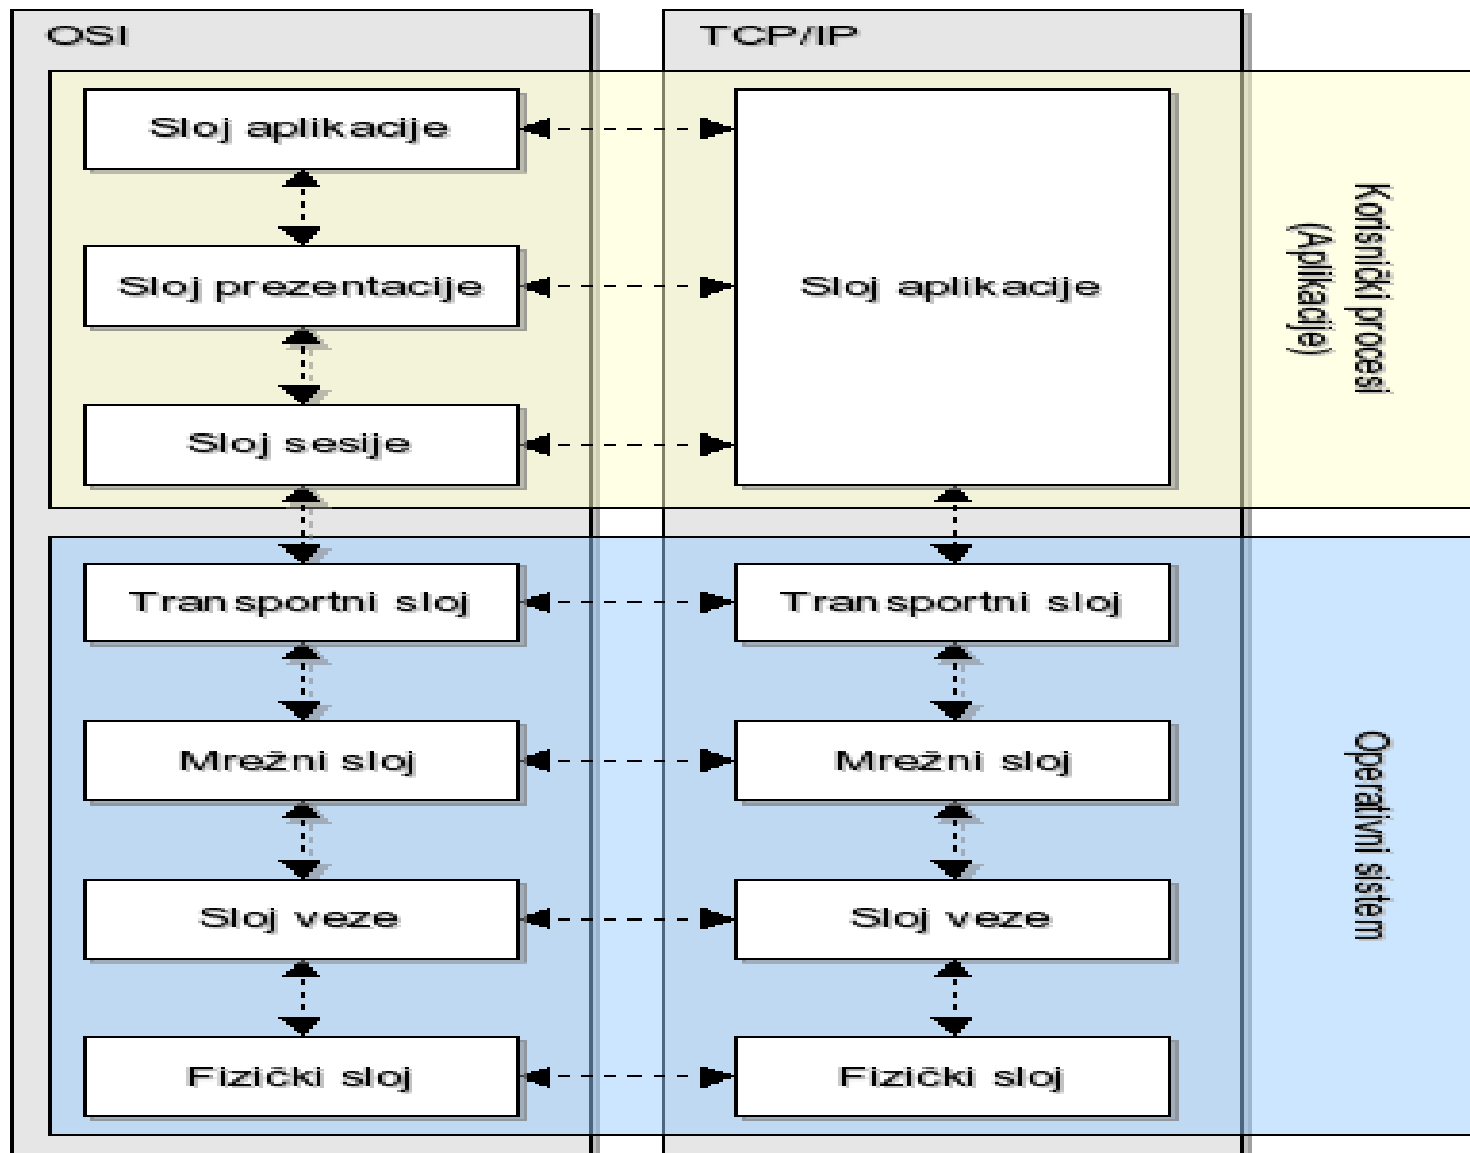 OSI
TCP/IP
Sloj aplikacije
Sloj prezentacije
Sloj aplikacije
Sloj sesije
Korisnički procesi
(Aplikacije)
Transportni sloj
Transportni sloj
Mrežni sloj
Mrežni sloj
Sloj veze
Sloj veze
Fizički sloj
Fizički sloj
Operativni sistem